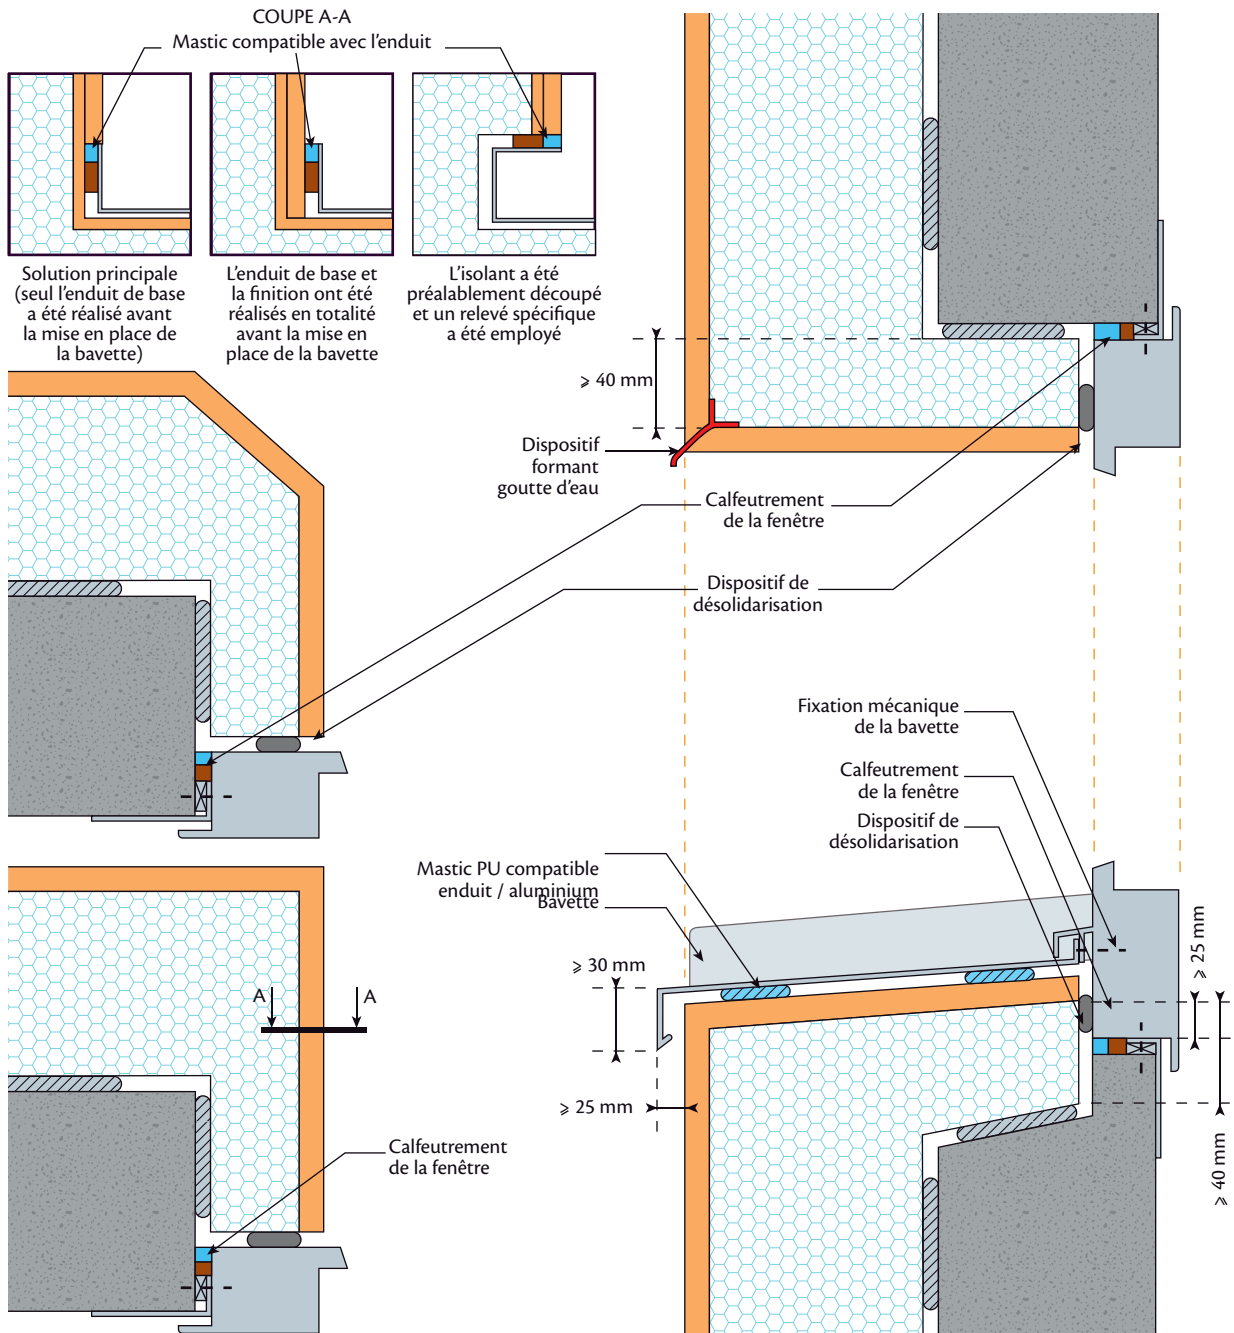 COUPE A-A
Mastic compatible avec l'enduit
Solution principale
(seul l'enduit de base
a été réalisé avant
la mise en place de
la bavette)
L'enduit de base et
la finition ont été
réalisés en totalité
avant la mise en
place de la bavette
L'isolant a été
préalablement découpé
et un relevé spécifique
a été employé
⩾ 40 mm
Dispositif
formant
goutte d'eau
Calfeutrement
de la fenêtre
Dispositif de
désolidarisation
Fixation mécanique
de la bavette
Calfeutrement
de la fenêtre
Dispositif de
désolidarisation
Mastic PU compatible
enduit / aluminium
Bavette
⩾ 30 mm
⩾ 25 mm
⩾ 25 mm
⩾ 40 mm
A
A
Calfeutrement
de la fenêtre